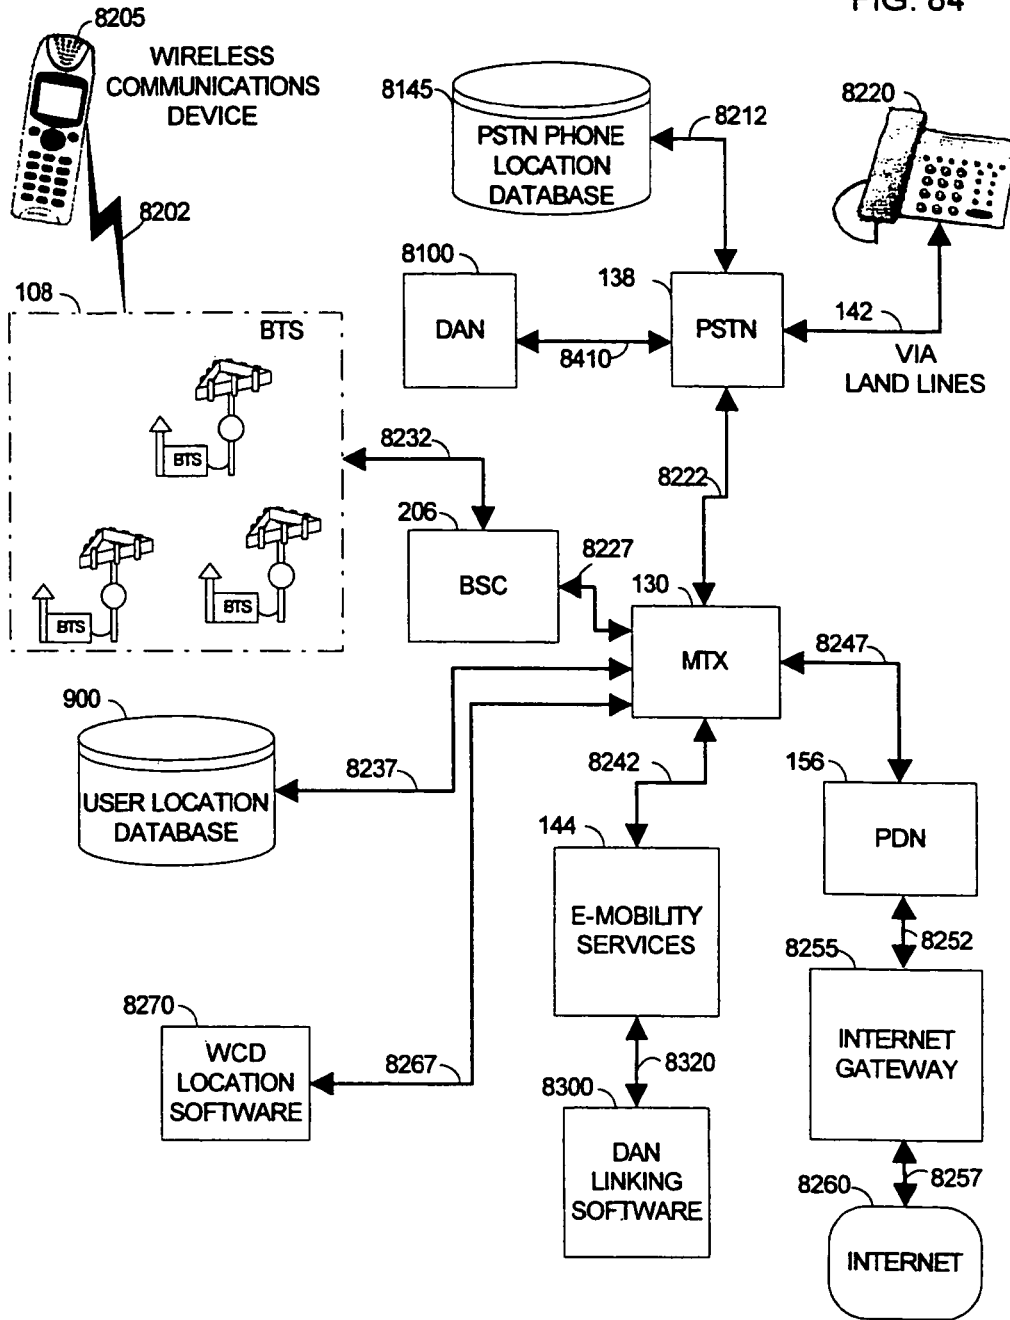 FIG. 84
8205
WIRELESS
COMMUNICATIONS
DEVICE
8145
PSTN PHONE
LOCATION
DATABASE
8212
8220
8202
8100
DAN
8410
138
PSTN
142
VIA
LAND LINES
108
BTS
BTS
BTS
BTS
8232
206
BSC
8227
8222
130
MTX
8247
900
USER LOCATION
DATABASE
8237
8242
156
PDN
144
E-MOBILITY
SERVICES
8252
8255
INTERNET
GATEWAY
8270
WCD
LOCATION
SOFTWARE
8267
8320
8300
DAN
LINKING
SOFTWARE
8257
8260
INTERNET